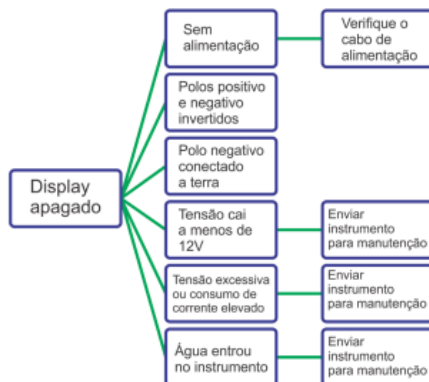 Display
apagado
Sem
alimentação
Verifique o
cabo de
alimentação
Polos positivo
e negativo
invertidos
Polo negativo
conectado
a terra
Tensão cai
a menos de
12V
Enviar
instrumento
para manutenção
Tensão excessiva
ou consumo de
corrente elevado
Enviar
instrumento
para manutenção
Água entrou
no instrumento
Enviar
instrumento
para manutenção